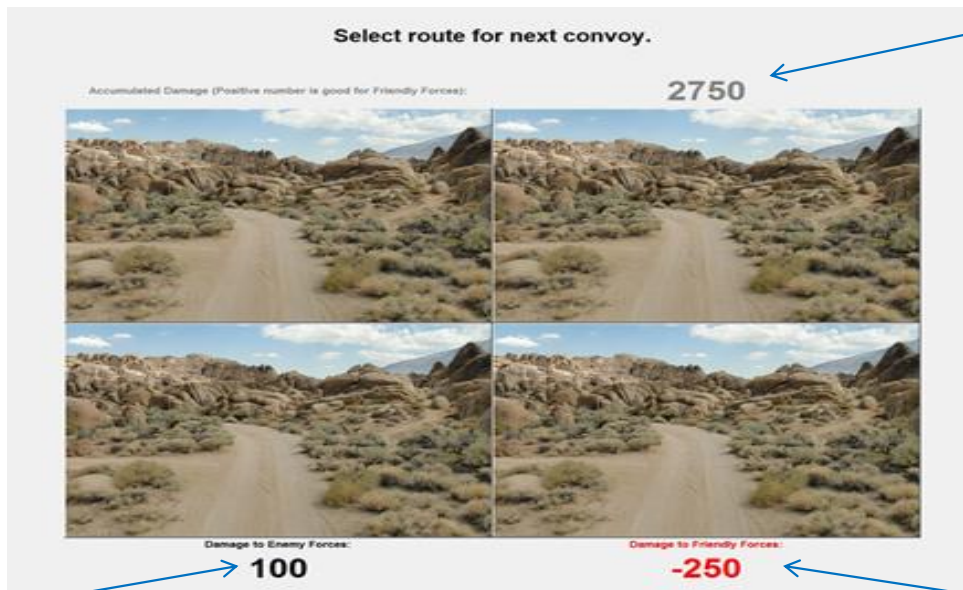 Select route for next convoy.
Accumulated Damage (Positive number is good for Friendly Forces): 2750
Damage to Enemy Forces: Damage to Friendly Forces:
100 -250